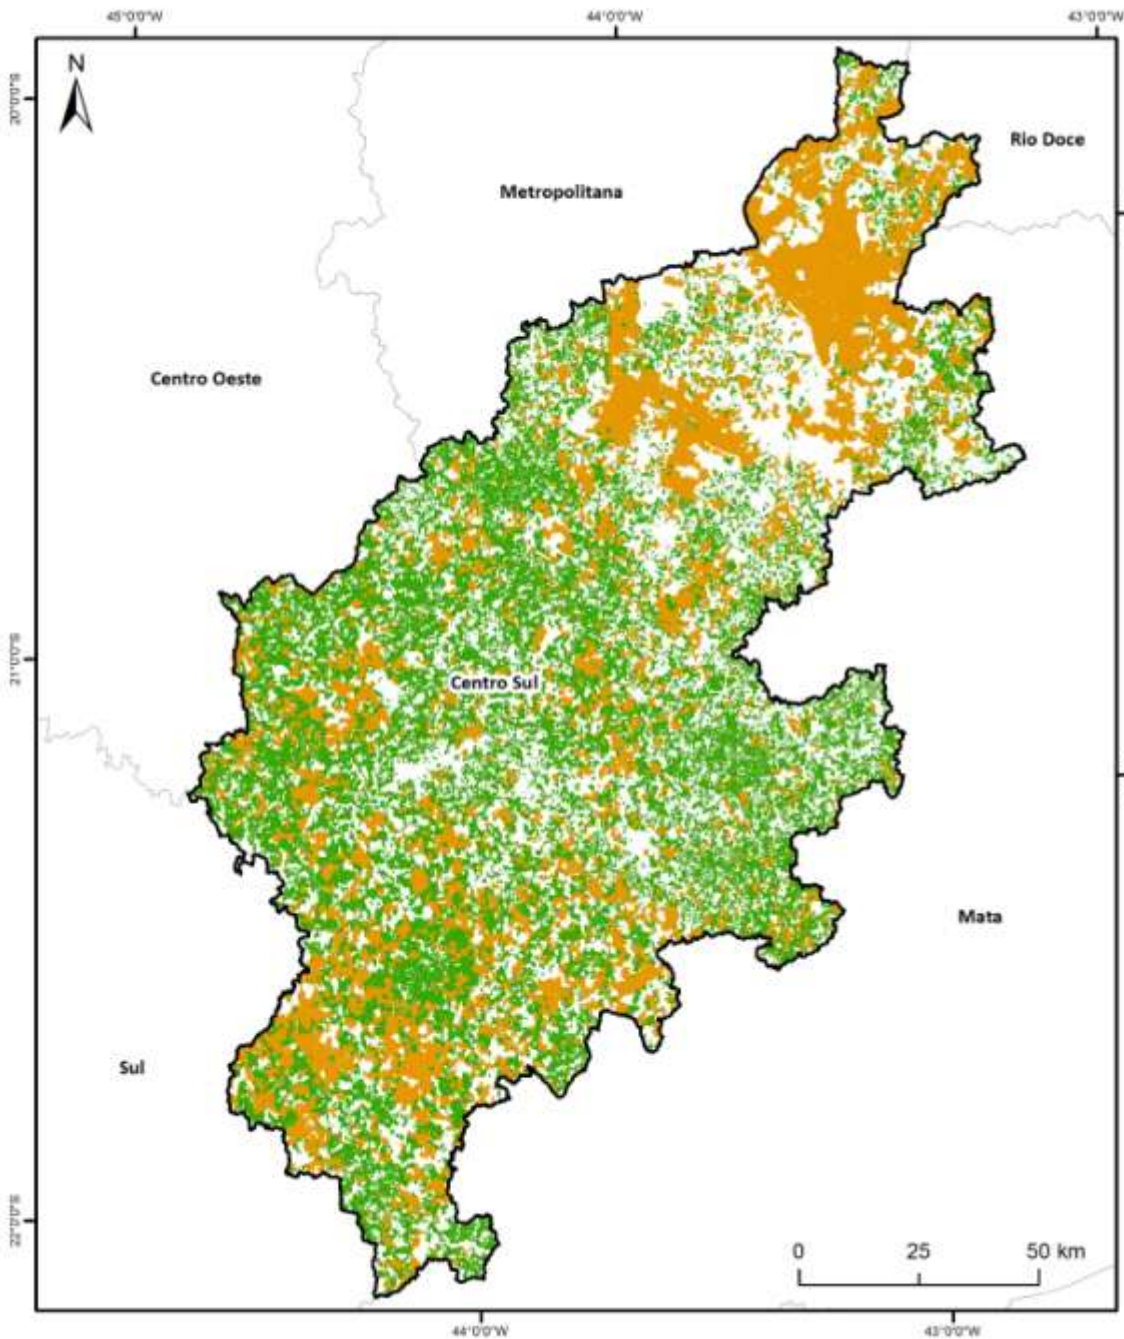 45°0'0"W 44°0'0"W 43°0'0"W
N
20°0'0"S
Rio Doce
Metropolitana
Centro Oeste
21°0'0"S
Centro Sul
Mata
Sul
22°0'0"S
0 25 50 km
44°0'0"W 43°0'0"W